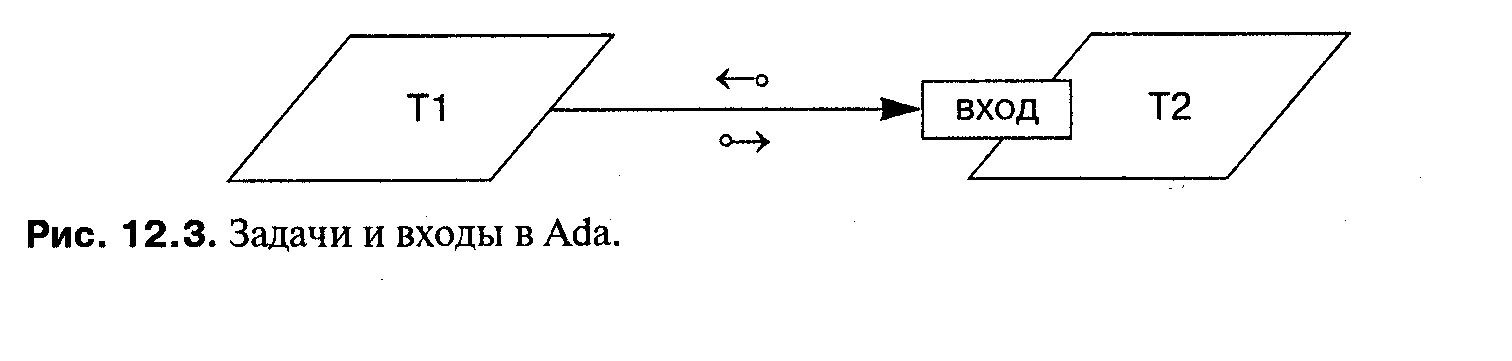 T1
вход
T2
Рис. 12.3. Задачи и входы в Ada.